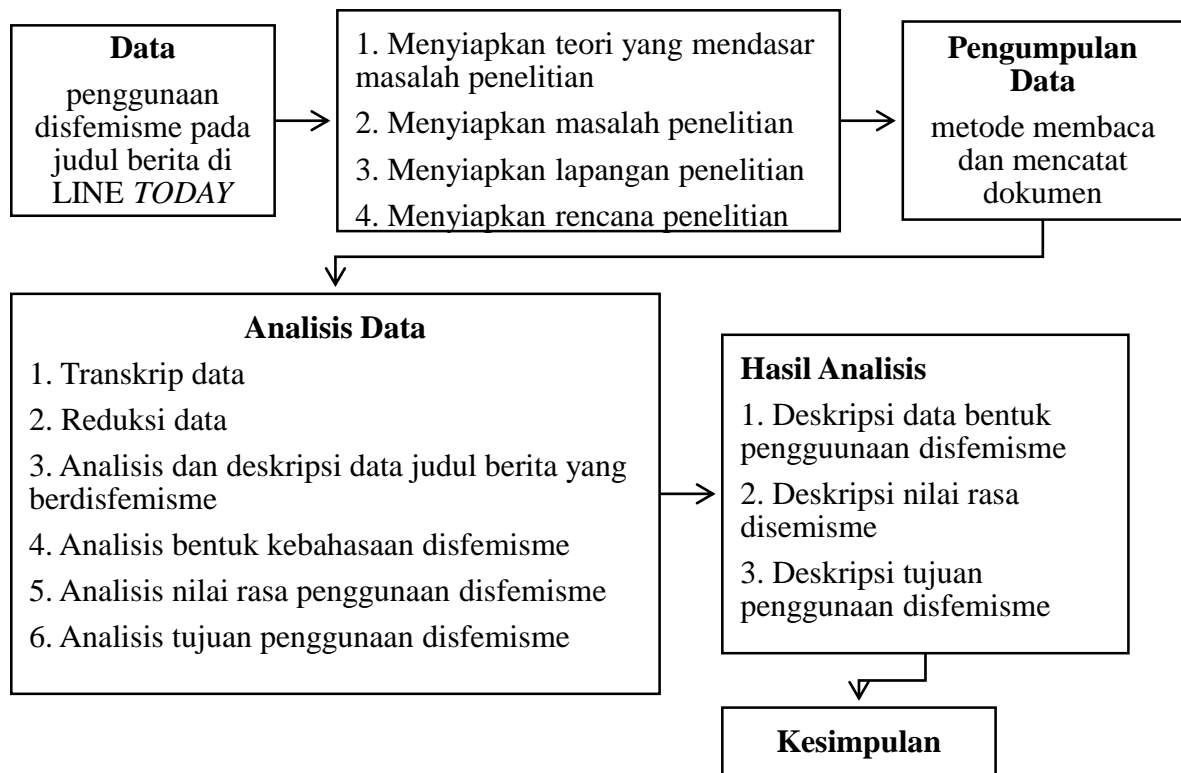 Data
penggunaan
disfemisme pada
judul berita di
LINE TODAY
1. Menyiapkan teori yang mendasar
masalah penelitian
2. Menyiapkan masalah penelitian
3. Menyiapkan lapangan penelitian
4. Menyiapkan rencana penelitian
Pengumpulan
Data
metode membaca
dan mencatat
dokumen
Analisis Data
1. Transkrip data
2. Reduksi data
3. Analisis dan deskripsi data judul berita yang
berdisfemisme
4. Analisis bentuk kebahasaan disfemisme
5. Analisis nilai rasa penggunaan disfemisme
6. Analisis tujuan penggunaan disfemisme
Hasil Analisis
1. Deskripsi data bentuk
pengguunaan disfemisme
2. Deskripsi nilai rasa
disemisme
3. Deskripsi tujuan
penggunaan disfemisme
Kesimpulan